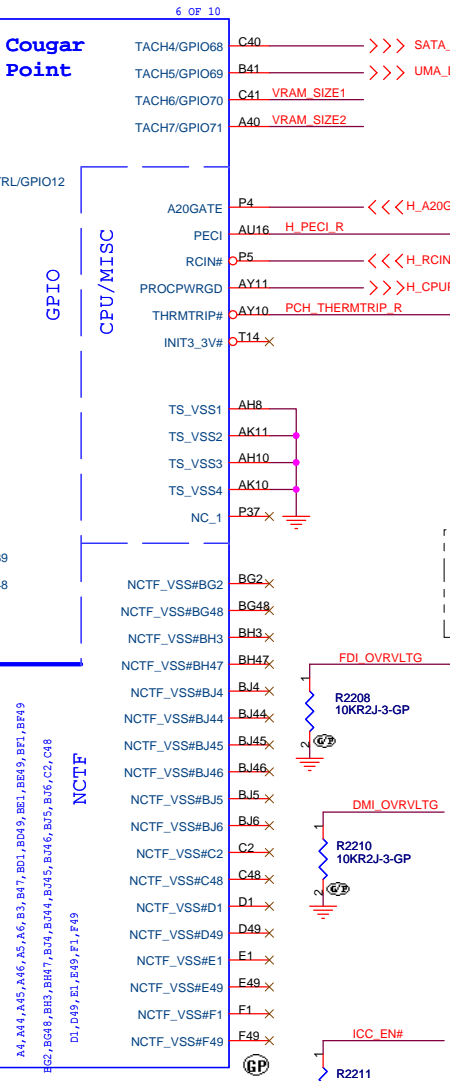 6 OF 10
Cougar
Point
TACH4/GPIO68 C40 SATA_
TACH5/GPIO69 B41 UMA_
TACH6/GPIO70 C41 VRAM_SIZE1
TACH7/GPIO71 A40 VRAM_SIZE2
RL/GPIO12
GPIO
CPU/MISC
A20GATE P4 H_A20G
PECI AU16 H_PECI_R
RCIN# P5 H_RCIN
PROCPWRGD AY11 H_CPUP
THRMTRIP# AY10 PCH_THERMTRIP_R
INIT3_3V# T14
TS_VSS1 AH8
TS_VSS2 AK11
TS_VSS3 AH10
TS_VSS4 AK10
NC_1 P37
39
8
NCTF
NCTF_VSS#BG2 BG2
NCTF_VSS#BG48 BG48
NCTF_VSS#BH3 BH3
NCTF_VSS#BH47 BH47
NCTF_VSS#BJ4 BJ4
NCTF_VSS#BJ44 BJ44
NCTF_VSS#BJ45 BJ45
NCTF_VSS#BJ46 BJ46
NCTF_VSS#BJ5 BJ5
NCTF_VSS#BJ6 BJ6
NCTF_VSS#C2 C2
NCTF_VSS#C48 C48
NCTF_VSS#D1 D1
NCTF_VSS#D49 D49
NCTF_VSS#E1 E1
NCTF_VSS#E49 E49
NCTF_VSS#F1 F1
NCTF_VSS#F49 F49
A4,A44,A45,A46,A5,A6,B3,B47,BD1,BD49,BE1,BE49,BF1,BF49
BG2,BG48,BH3,BH47,BJ4,BJ44,BJ45,BJ46,BJ5,BJ6,C2,C48
D1,D49,E1,E49,F1,F49
GP
FDI_OVRVLTG
1
R2208
10KR2J-3-GP
2
G/P
DMI_OVRVLTG
1
R2210
10KR2J-3-GP
2
G/P
ICC_EN#
1
R2211